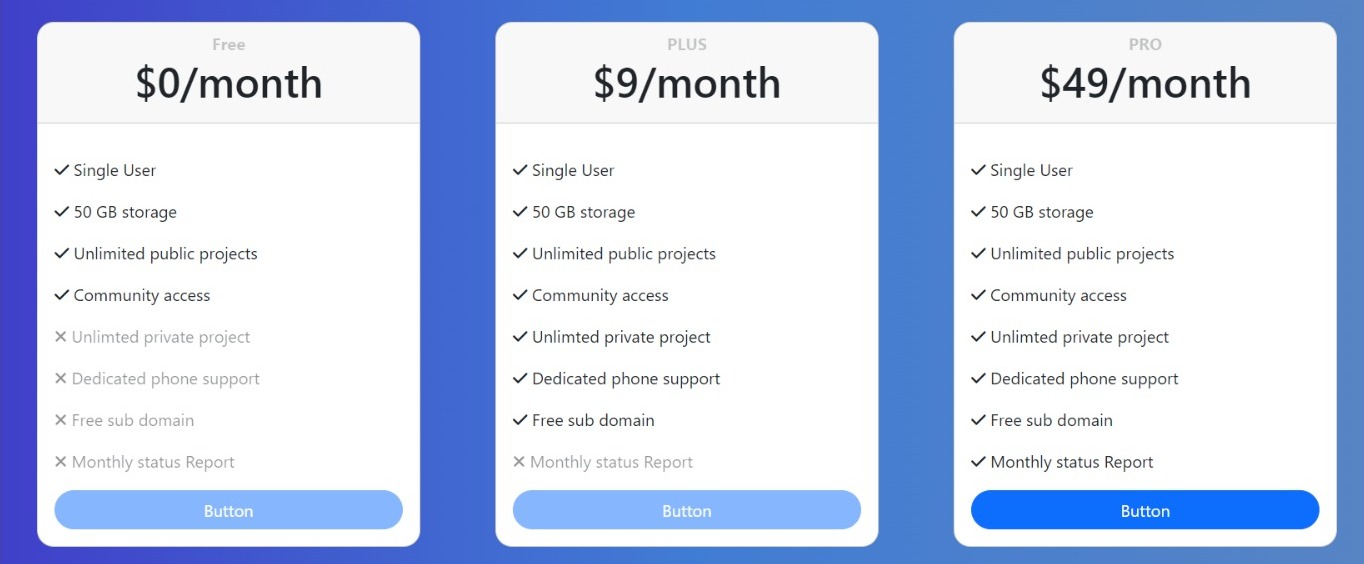 Free
$0/month
Single User
50 GB storage
Unlimited public projects
Community access
Unlimted private project
Dedicated phone support
Free sub domain
Monthly status Report
Button
PLUS
$9/month
Single User
50 GB storage
Unlimited public projects
Community access
Unlimted private project
Dedicated phone support
Free sub domain
Monthly status Report
Button
PRO
$49/month
Single User
50 GB storage
Unlimited public projects
Community access
Unlimted private project
Dedicated phone support
Free sub domain
Monthly status Report
Button